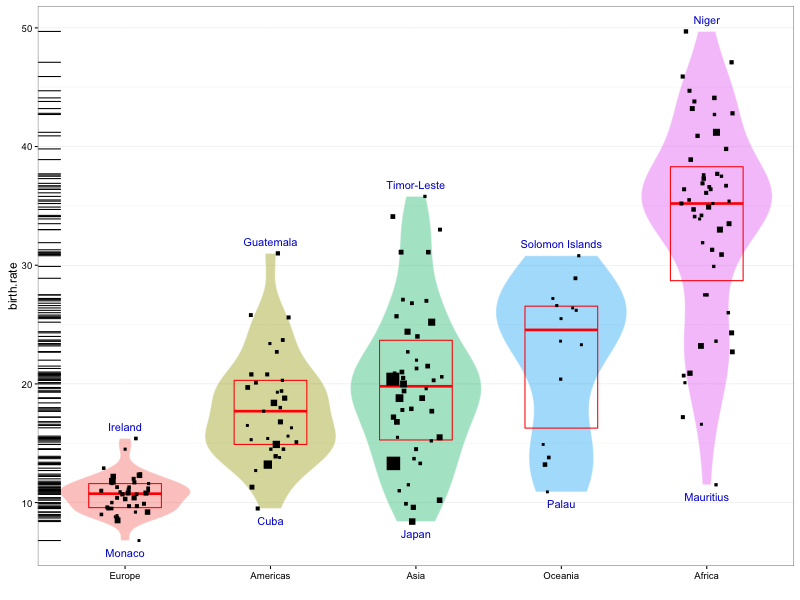 50
Niger
40
Timor-Leste
Guatemala
Solomon Islands
30
birth.rate
20
Ireland
10
Mauritius
Palau
Cuba
Japan
Monaco
Europe
Americas
Asia
Oceania
Africa